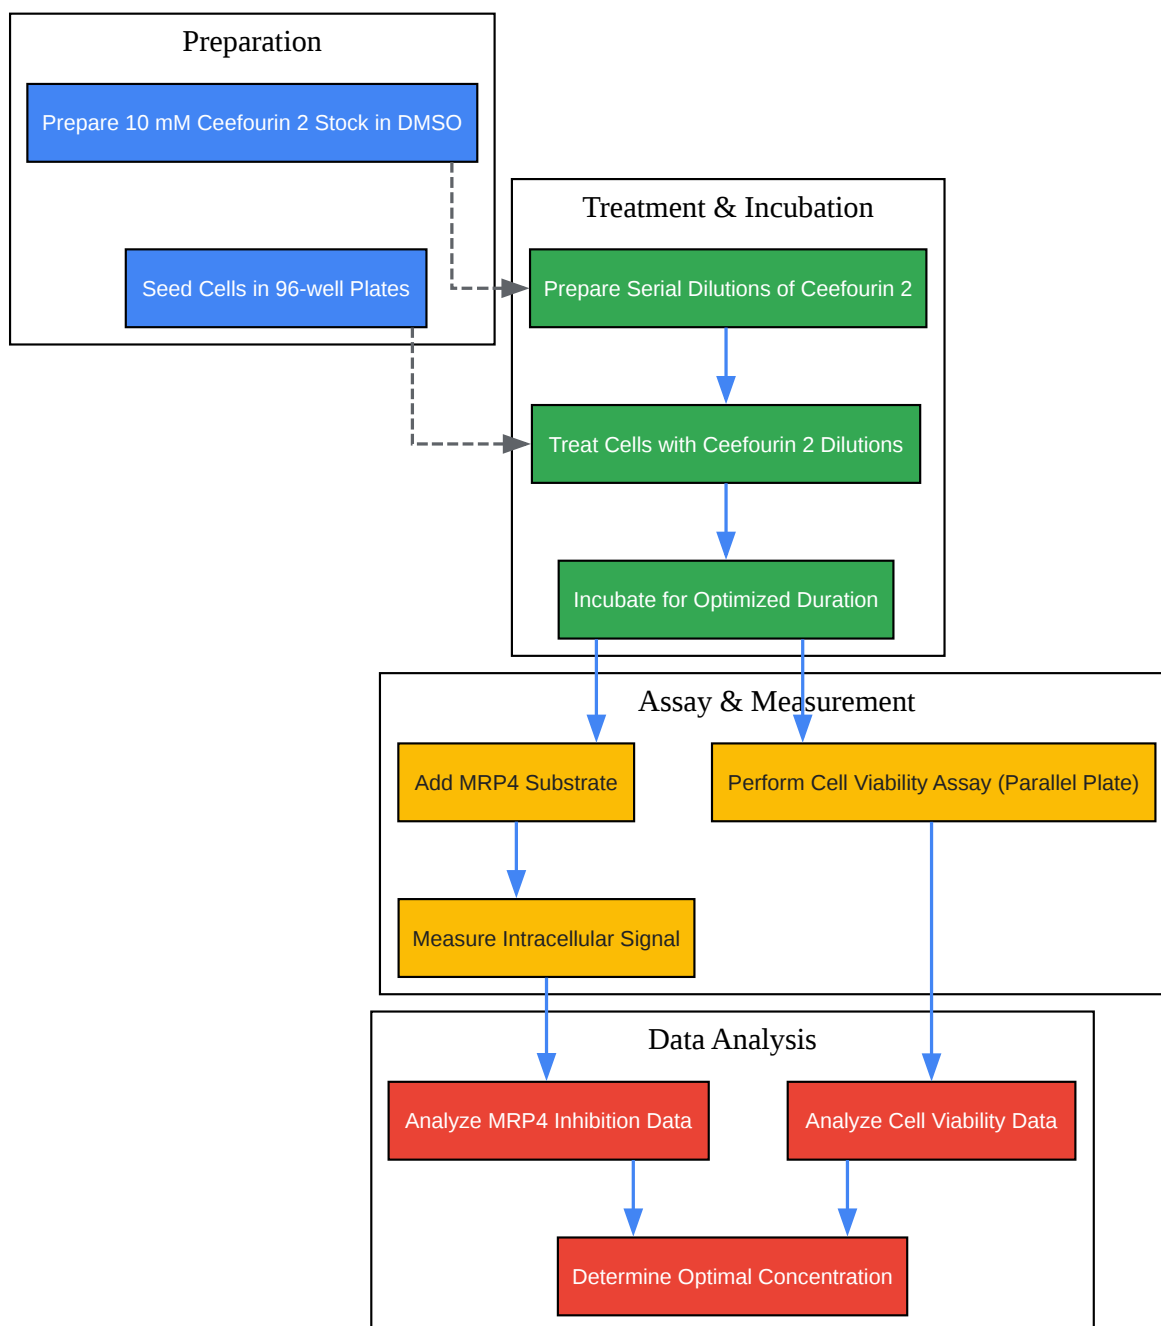 Preparation
Prepare 10 mM Ceefourin 2 Stock in DMSO
Seed Cells in 96-well Plates
Treatment & Incubation
Prepare Serial Dilutions of Ceefourin 2
Treat Cells with Ceefourin 2 Dilutions
Incubate for Optimized Duration
Assay & Measurement
Add MRP4 Substrate
Perform Cell Viability Assay (Parallel Plate)
Measure Intracellular Signal
Data Analysis
Analyze MRP4 Inhibition Data
Analyze Cell Viability Data
Determine Optimal Concentration